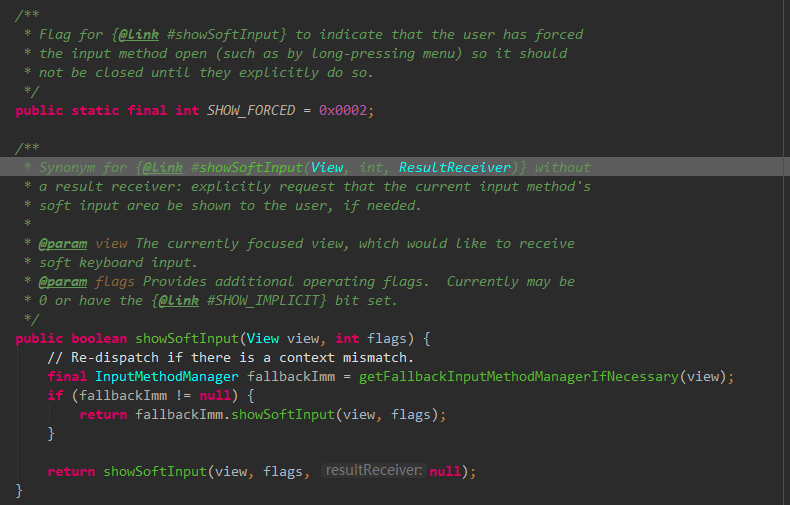 /**
 * Flag for {@link #showSoftInput} to indicate that the user has forced
 * the input method open (such as by long-pressing menu) so it should
 * not be closed until they explicitly do so.
 */
public static final int SHOW_FORCED = 0x0002;

/**
 * Synonym for {@link #showSoftInput(View, int, ResultReceiver)} without
 * a result receiver: explicitly request that the current input method's
 * soft input area be shown to the user, if needed.
 *
 * @param view The currently focused view, which would like to receive
 * soft keyboard input.
 * @param flags Provides additional operating flags.  Currently may be
 * 0 or have the {@link #SHOW_IMPLICIT} bit set.
 */
public boolean showSoftInput(View view, int flags) {
    // Re-dispatch if there is a context mismatch.
    final InputMethodManager fallbackImm = getFallbackInputMethodManagerIfNecessary(view);
    if (fallbackImm != null) {
        return fallbackImm.showSoftInput(view, flags);
    }

    return showSoftInput(view, flags, resultReceiver: null);
}